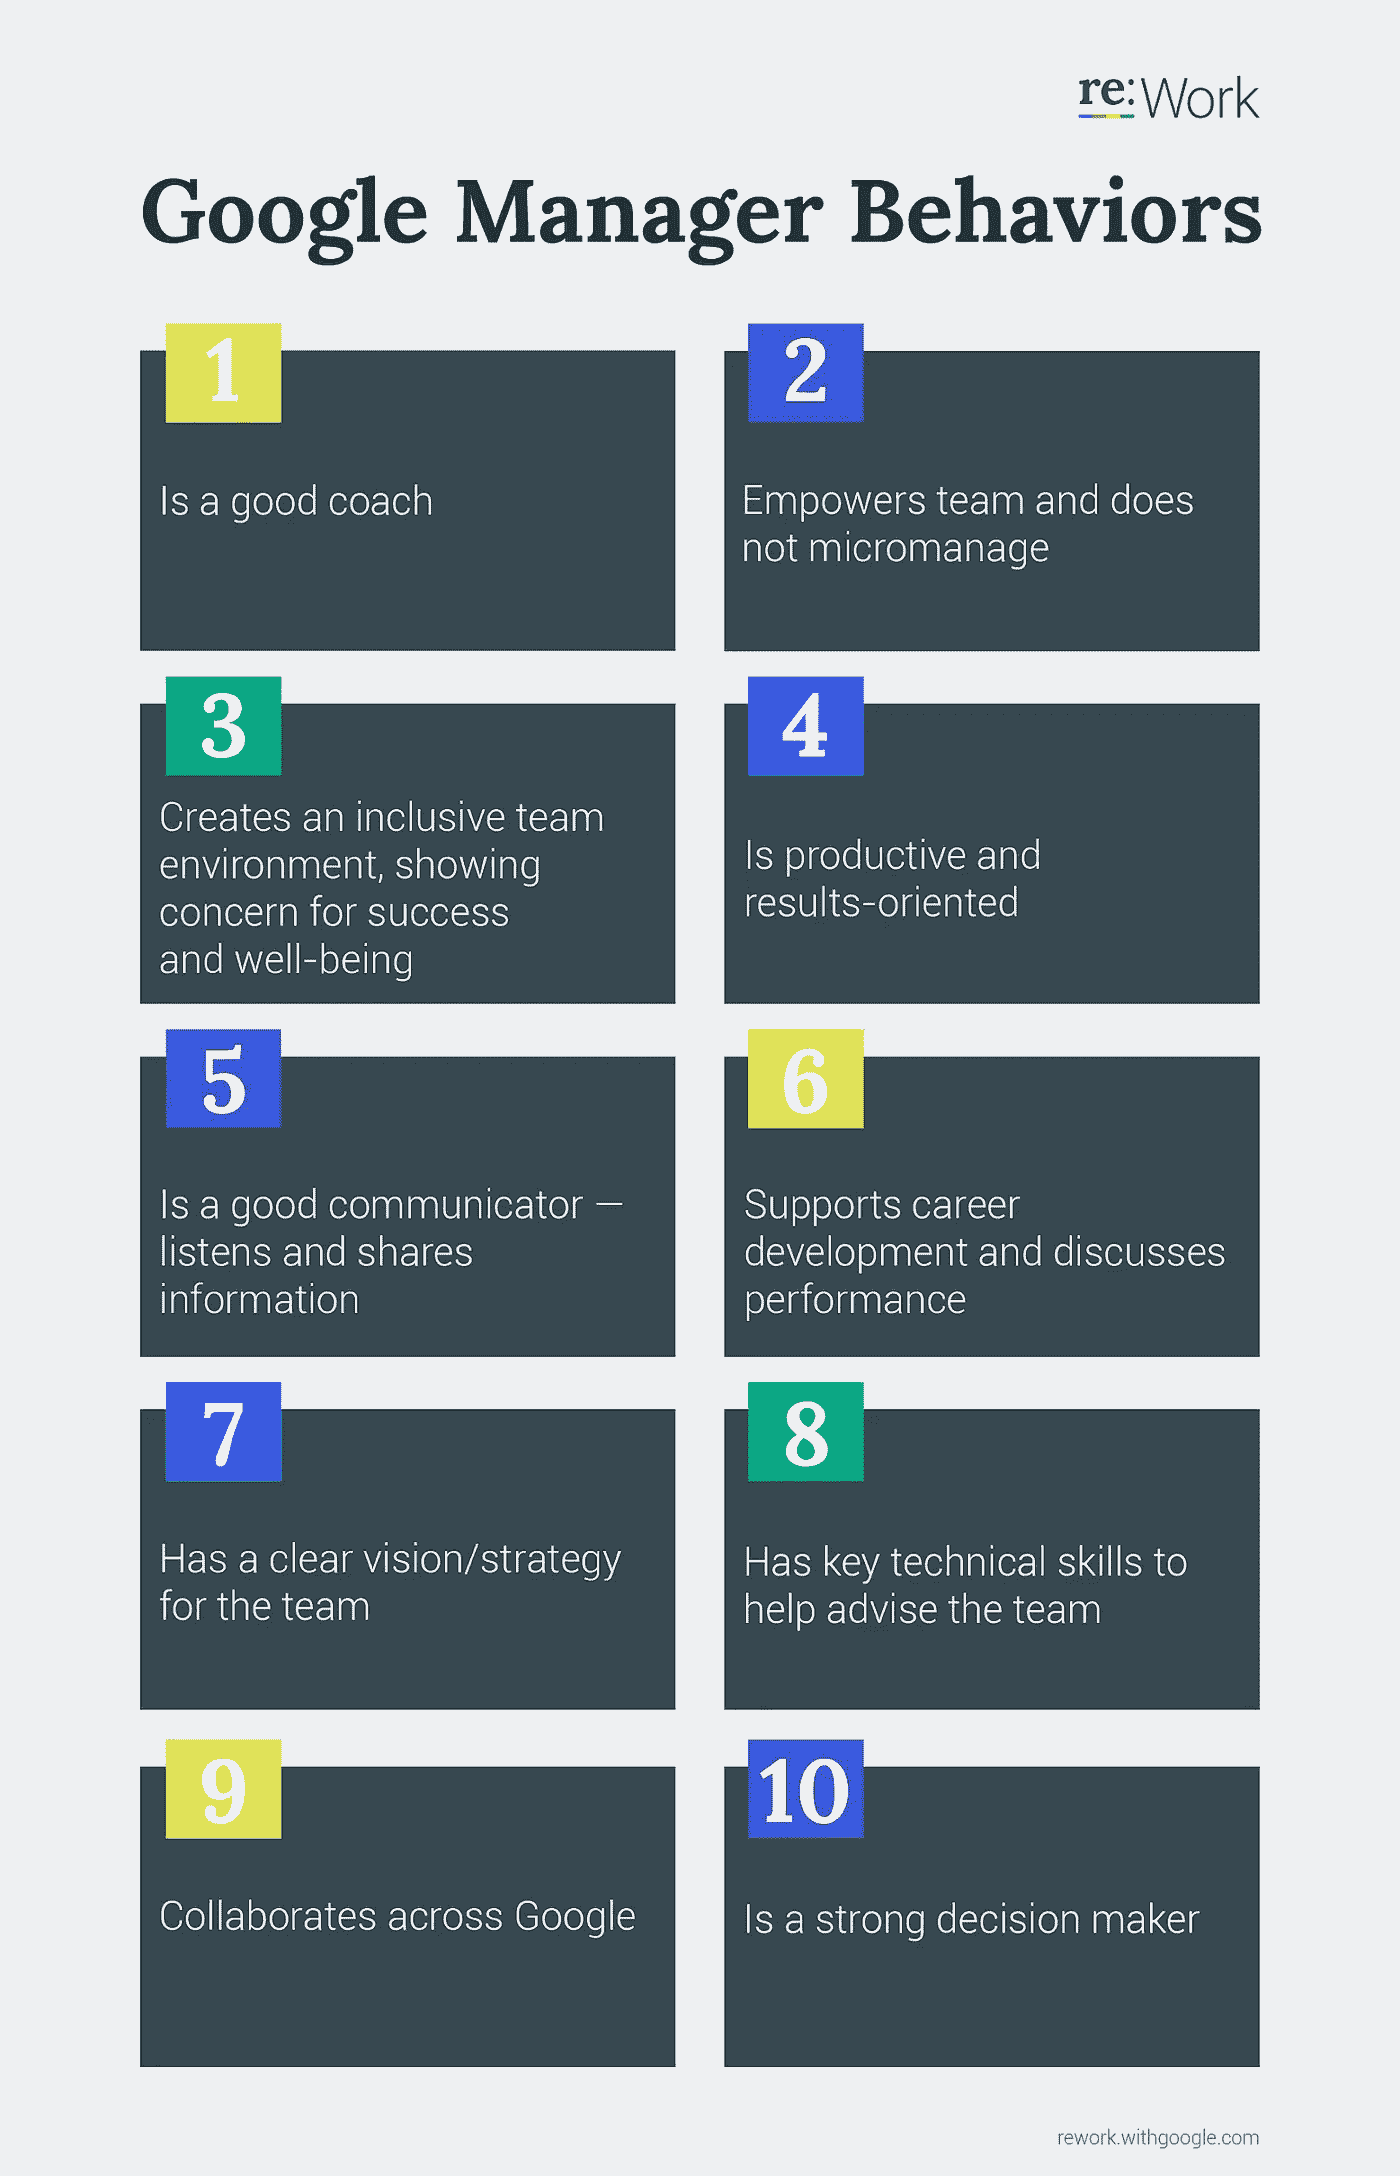 re:Work
Google Manager Behaviors
1
Is a good coach
2
Empowers team and does
not micromanage
3
Creates an inclusive team
environment, showing
concern for success
and well-being
4
Is productive and
results-oriented
5
Is a good communicator —
listens and shares
information
6
Supports career
development and discusses
performance
7
Has a clear vision/strategy
for the team
8
Has key technical skills to
help advise the team
9
Collaborates across Google
10
Is a strong decision maker
rework.withgoogle.com